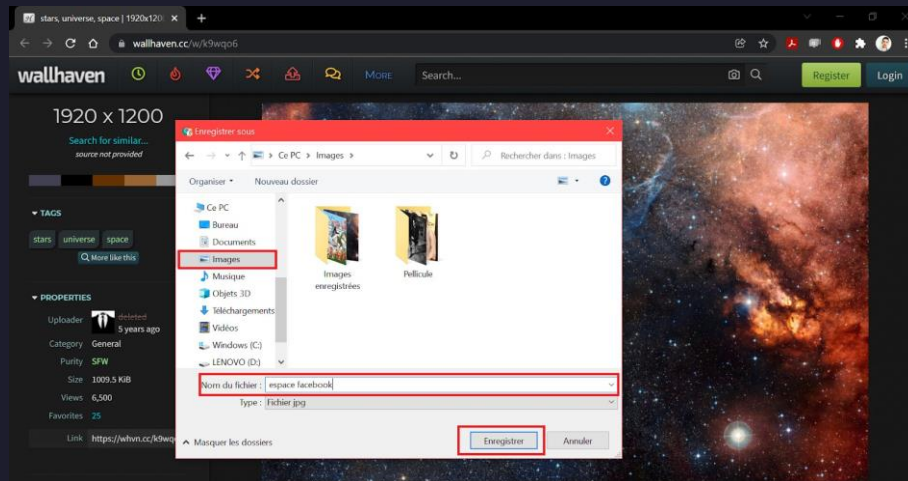 stars, universe, space | 1920x120
wallhaven.cc/w/k9wqo6
wallhaven
MORE
Search...
Register
Login
1920 x 1200
Search for similar...
source not provided
TAGS
stars universe space
More like this
PROPERTIES
Uploader deleted
5 years ago
Category General
Purity SFW
Size 1009.5 KiB
Views 6,500
Favorites 25
Link https://whvn.cc/k9wq
Enregistrer sous
Ce PC › Images ›
Rechercher dans : Images
Organiser
Nouveau dossier
Ce PC
Bureau
Documents
Images
Musique
Objets 3D
Téléchargements
Vidéos
Windows (C:)
LENOVO (D:)
Images
enregistrées
Pellicule
Nom du fichier : espace facebook
Type : Fichier jpg
Masquer les dossiers
Enregistrer
Annuler